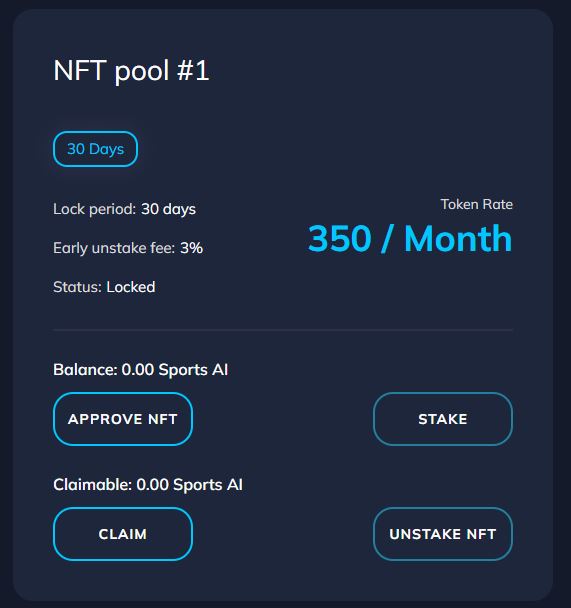 NFT pool #1
30 Days
Lock period: 30 days
Token Rate
350 / Month
Early unstake fee: 3%
Status: Locked
Balance: 0.00 Sports AI
APPROVE NFT
STAKE
Claimable: 0.00 Sports AI
CLAIM
UNSTAKE NFT